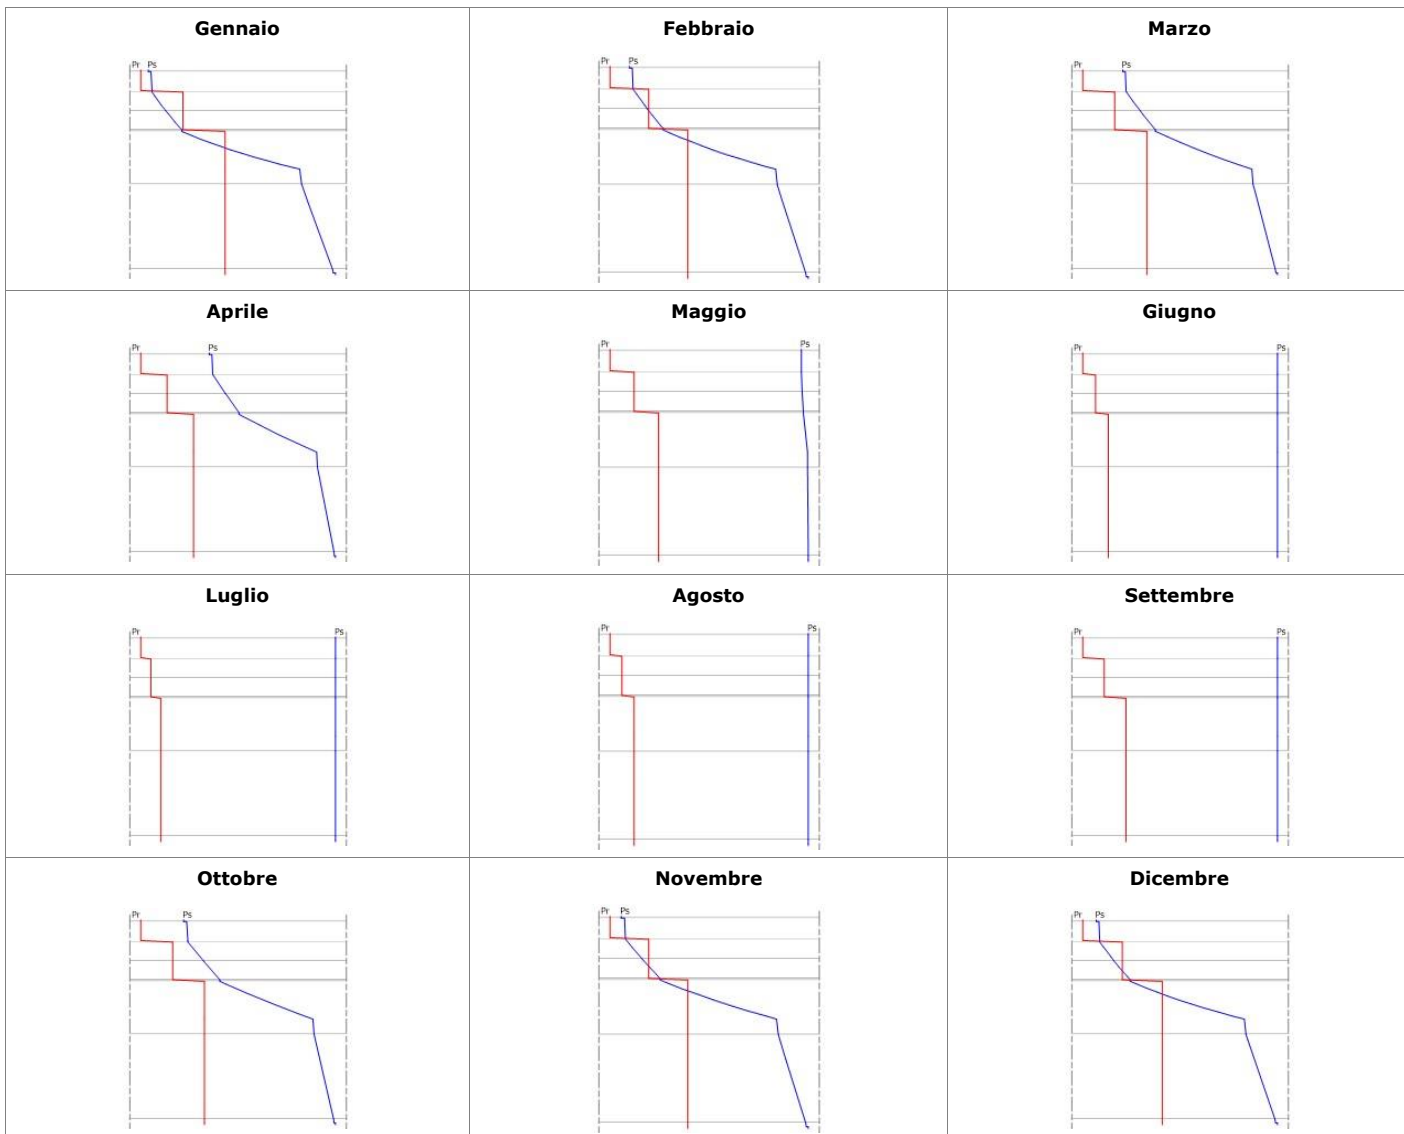 Gennaio Febbraio Marzo
Pr Ps Pr Ps Pr Ps
Aprile Maggio Giugno
Pr Ps Pr Ps Pr Ps
Luglio Agosto Settembre
Pr Ps Pr Ps Pr Ps
Ottobre Novembre Dicembre
Pr Ps Pr Ps Pr Ps